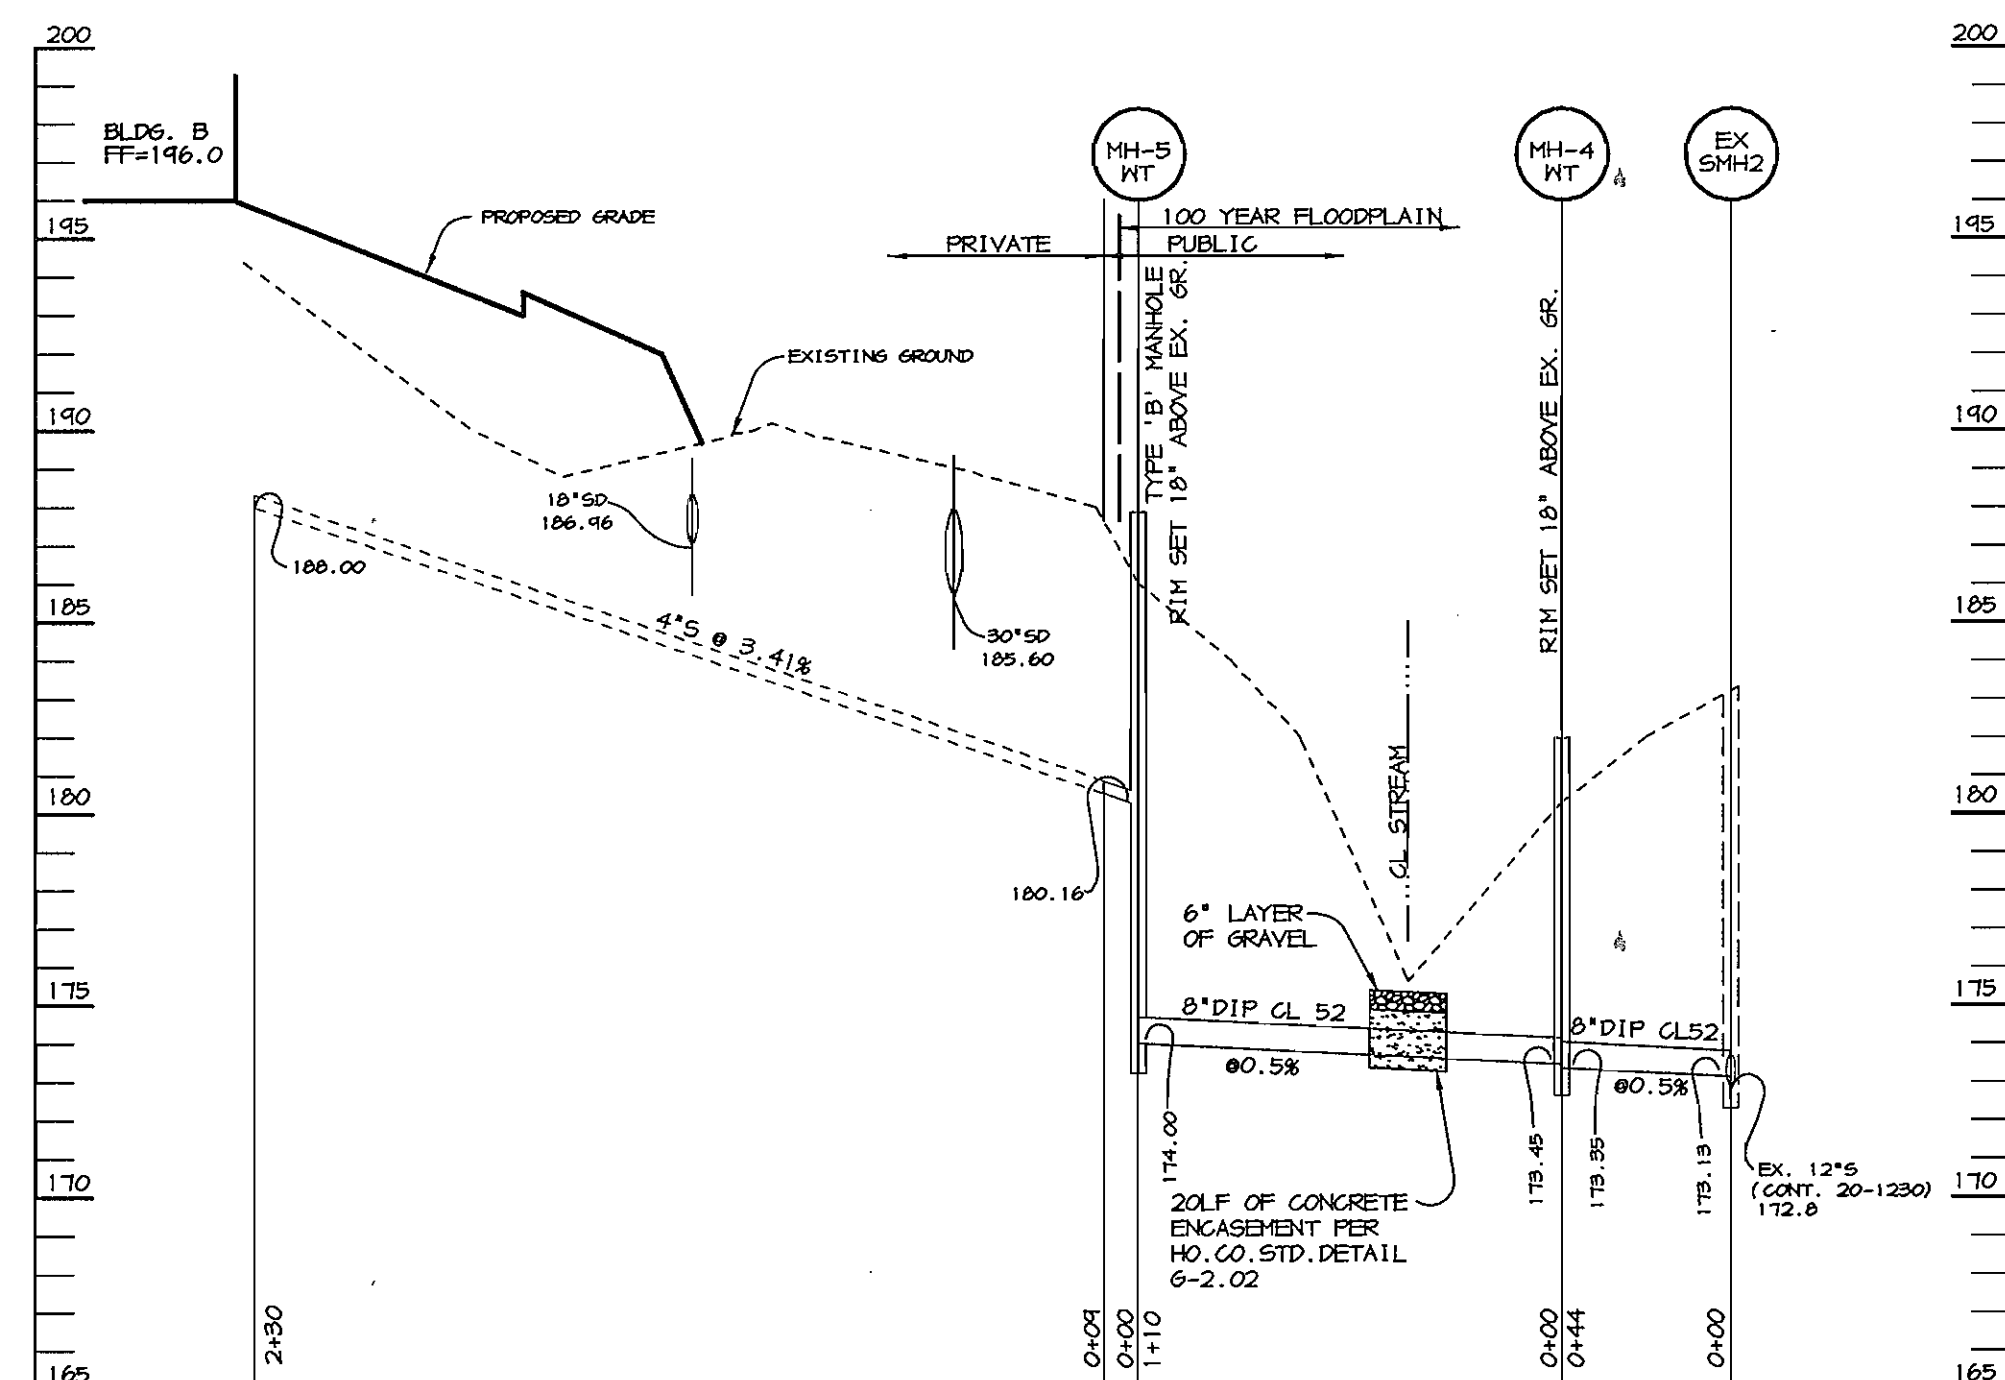 200
200
BLDG. B
FF=196.0
MH-5
WT
MH-4
WT
EX
SMH2
195
195
PROPOSED GRADE
100 YEAR FLOODPLAIN
PRIVATE
PUBLIC
TYPE 'B' MANHOLE
RIM SET 18" ABOVE EX. GR.
RIM SET 18" ABOVE EX. GR.
EXISTING GROUND
190
190
18"SD
186.96
188.00
185
185
4"S @ 3.41%
30"SD
185.60
CL STREAM
180
180
180.16
6" LAYER
OF GRAVEL
175
175
8"DIP CL 52
8"DIP CL52
@0.5%
@0.5%
174.00
173.45
173.35
173.13
170
170
EX. 12"S
(CONT. 20-1230)
172.8
20LF OF CONCRETE
ENCASEMENT PER
HO.CO.STD.DETAIL
G-2.02
2+30
0+09
0+00
1+10
0+00
0+44
0+00
165
165